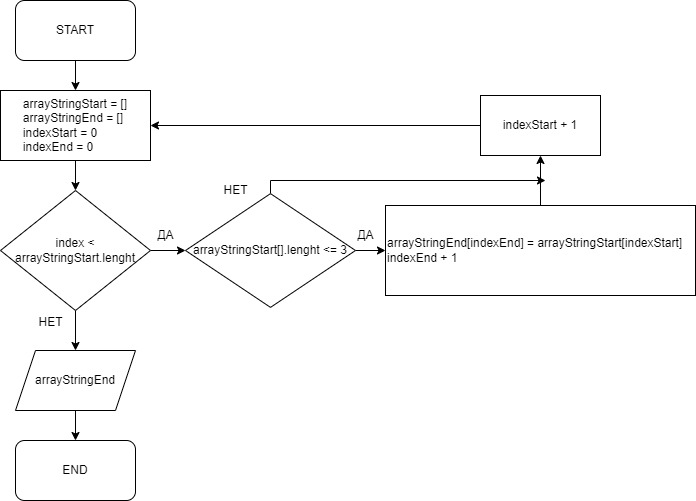 START
arrayStringStart = []
arrayStringEnd = []
indexStart = 0
indexEnd = 0
indexStart + 1
index <
arrayStringStart.lenght
ДА
НЕТ
arrayStringStart[].lenght <= 3
ДА
arrayStringEnd[indexEnd] = arrayStringStart[indexStart]
indexEnd + 1
НЕТ
arrayStringEnd
END